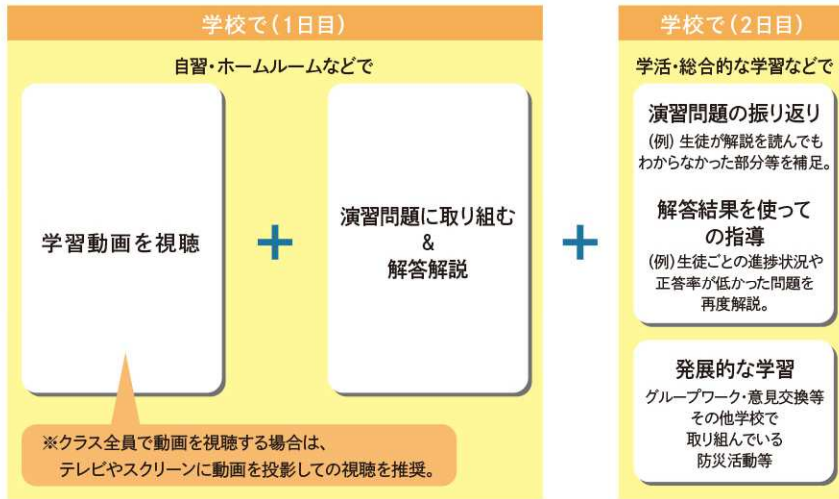 学校で(1日目)
自習・ホームルームなどで
学習動画を視聴
+
演習問題に取り組む
&
解答解説
※クラス全員で動画を視聴する場合は、
テレビやスクリーンに動画を投影しての視聴を推奨。
+
学校で(2日目)
学活・総合的な学習などで
演習問題の振り返り
(例) 生徒が解説を読んでも
わからなかった部分等を補足。
解答結果を使って
の指導
(例)生徒ごとの進捗状況や
正答率が低かった問題を
再度解説。
発展的な学習
グループワーク・意見交換等
その他学校で
取り組んでいる
防災活動等